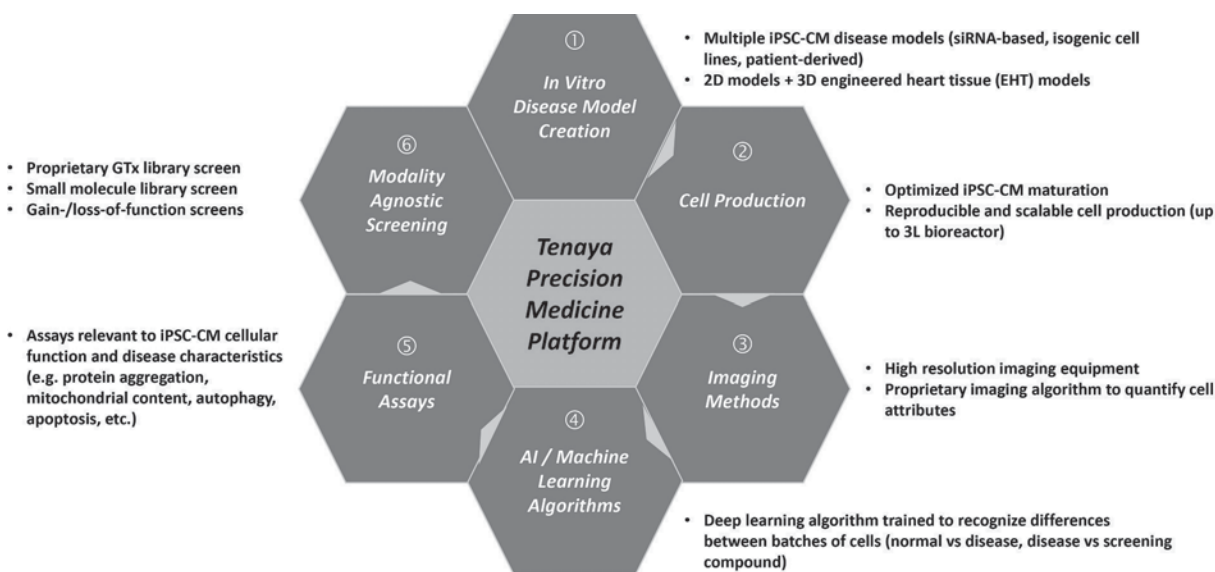 ①
In Vitro
Disease Model
Creation
• Multiple iPSC-CM disease models (siRNA-based, isogenic cell
lines, patient-derived)
• 2D models + 3D engineered heart tissue (EHT) models
②
Cell Production
• Optimized iPSC-CM maturation
• Reproducible and scalable cell production (up
to 3L bioreactor)
③
Imaging
Methods
• High resolution imaging equipment
• Proprietary imaging algorithm to quantify cell
attributes
④
AI / Machine
Learning
Algorithms
• Deep learning algorithm trained to recognize differences
between batches of cells (normal vs disease, disease vs screening
compound)
⑤
Functional
Assays
• Assays relevant to iPSC-CM cellular
function and disease characteristics
(e.g. protein aggregation,
mitochondrial content, autophagy,
apoptosis, etc.)
⑥
Modality
Agnostic
Screening
• Proprietary GTx library screen
• Small molecule library screen
• Gain-/loss-of-function screens
Tenaya
Precision
Medicine
Platform